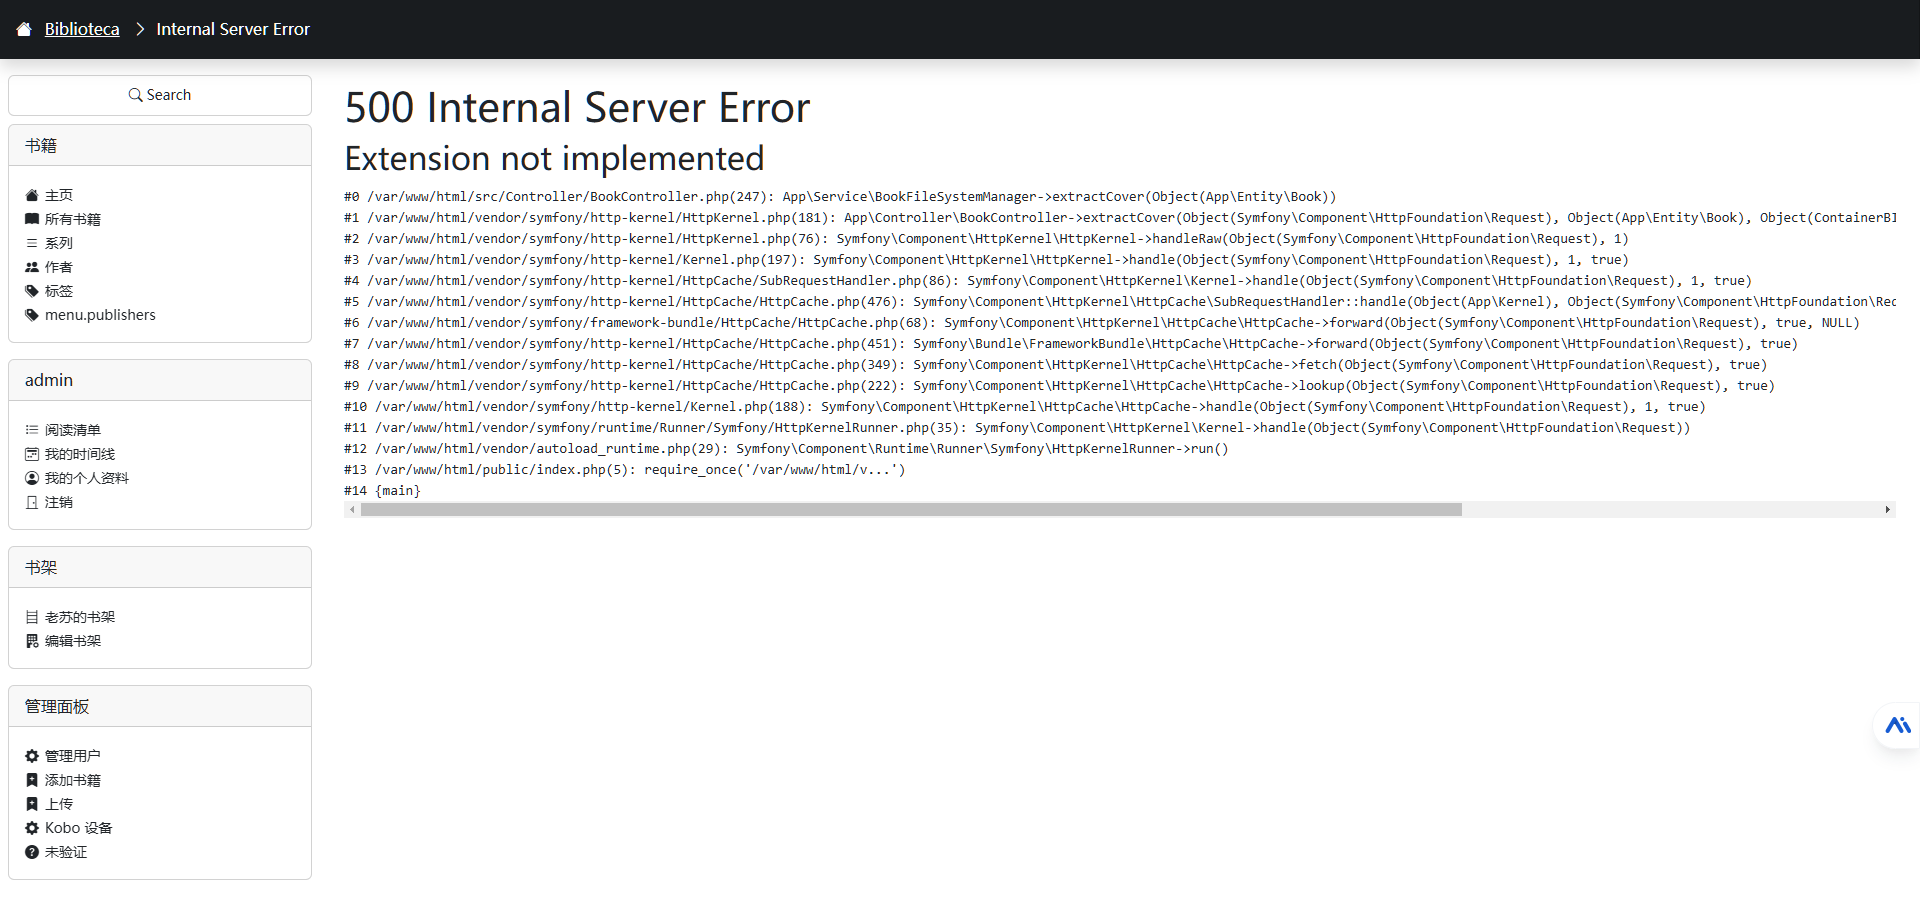 Biblioteca > Internal Server Error
Search
书籍
主页
所有书籍
系列
作者
标签
menu.publishers
admin
阅读清单
我的时间线
我的个人资料
注销
书架
老苏的书架
编辑书架
管理面板
管理用户
添加书籍
上传
Kobo 设备
未验证
500 Internal Server Error
Extension not implemented
#0 /var/www/html/src/Controller/BookController.php(247): App\Service\BookFileSystemManager->extractCover(Object(App\Entity\Book))
#1 /var/www/html/vendor/symfony/http-kernel/HttpKernel.php(181): App\Controller\BookController->extractCover(Object(Symfony\Component\HttpFoundation\Request), Object(App\Entity\Book), Object(ContainerBI
#2 /var/www/html/vendor/symfony/http-kernel/HttpKernel.php(76): Symfony\Component\HttpKernel\HttpKernel->handleRaw(Object(Symfony\Component\HttpFoundation\Request), 1)
#3 /var/www/html/vendor/symfony/http-kernel/Kernel.php(197): Symfony\Component\HttpKernel\HttpKernel->handle(Object(Symfony\Component\HttpFoundation\Request), 1, true)
#4 /var/www/html/vendor/symfony/http-kernel/HttpCache/SubRequestHandler.php(86): Symfony\Component\HttpKernel\Kernel->handle(Object(Symfony\Component\HttpFoundation\Request), 1, true)
#5 /var/www/html/vendor/symfony/http-kernel/HttpCache/HttpCache.php(476): Symfony\Component\HttpKernel\HttpCache\SubRequestHandler::handle(Object(App\Kernel), Object(Symfony\Component\HttpFoundation\Rec
#6 /var/www/html/vendor/symfony/framework-bundle/HttpCache/HttpCache.php(68): Symfony\Component\HttpKernel\HttpCache\HttpCache->forward(Object(Symfony\Component\HttpFoundation\Request), true, NULL)
#7 /var/www/html/vendor/symfony/http-kernel/HttpCache/HttpCache.php(451): Symfony\Bundle\FrameworkBundle\HttpCache\HttpCache->forward(Object(Symfony\Component\HttpFoundation\Request), true)
#8 /var/www/html/vendor/symfony/http-kernel/HttpCache/HttpCache.php(349): Symfony\Component\HttpKernel\HttpCache\HttpCache->fetch(Object(Symfony\Component\HttpFoundation\Request), true)
#9 /var/www/html/vendor/symfony/http-kernel/HttpCache/HttpCache.php(222): Symfony\Component\HttpKernel\HttpCache\HttpCache->lookup(Object(Symfony\Component\HttpFoundation\Request), true)
#10 /var/www/html/vendor/symfony/http-kernel/Kernel.php(188): Symfony\Component\HttpKernel\HttpCache\HttpCache->handle(Object(Symfony\Component\HttpFoundation\Request), 1, true)
#11 /var/www/html/vendor/symfony/runtime/Runner/Symfony/HttpKernelRunner.php(35): Symfony\Component\HttpKernel\Kernel->handle(Object(Symfony\Component\HttpFoundation\Request))
#12 /var/www/html/vendor/autoload_runtime.php(29): Symfony\Component\Runtime\Runner\Symfony\HttpKernelRunner->run()
#13 /var/www/html/public/index.php(5): require_once('/var/www/html/v...')
#14 {main}